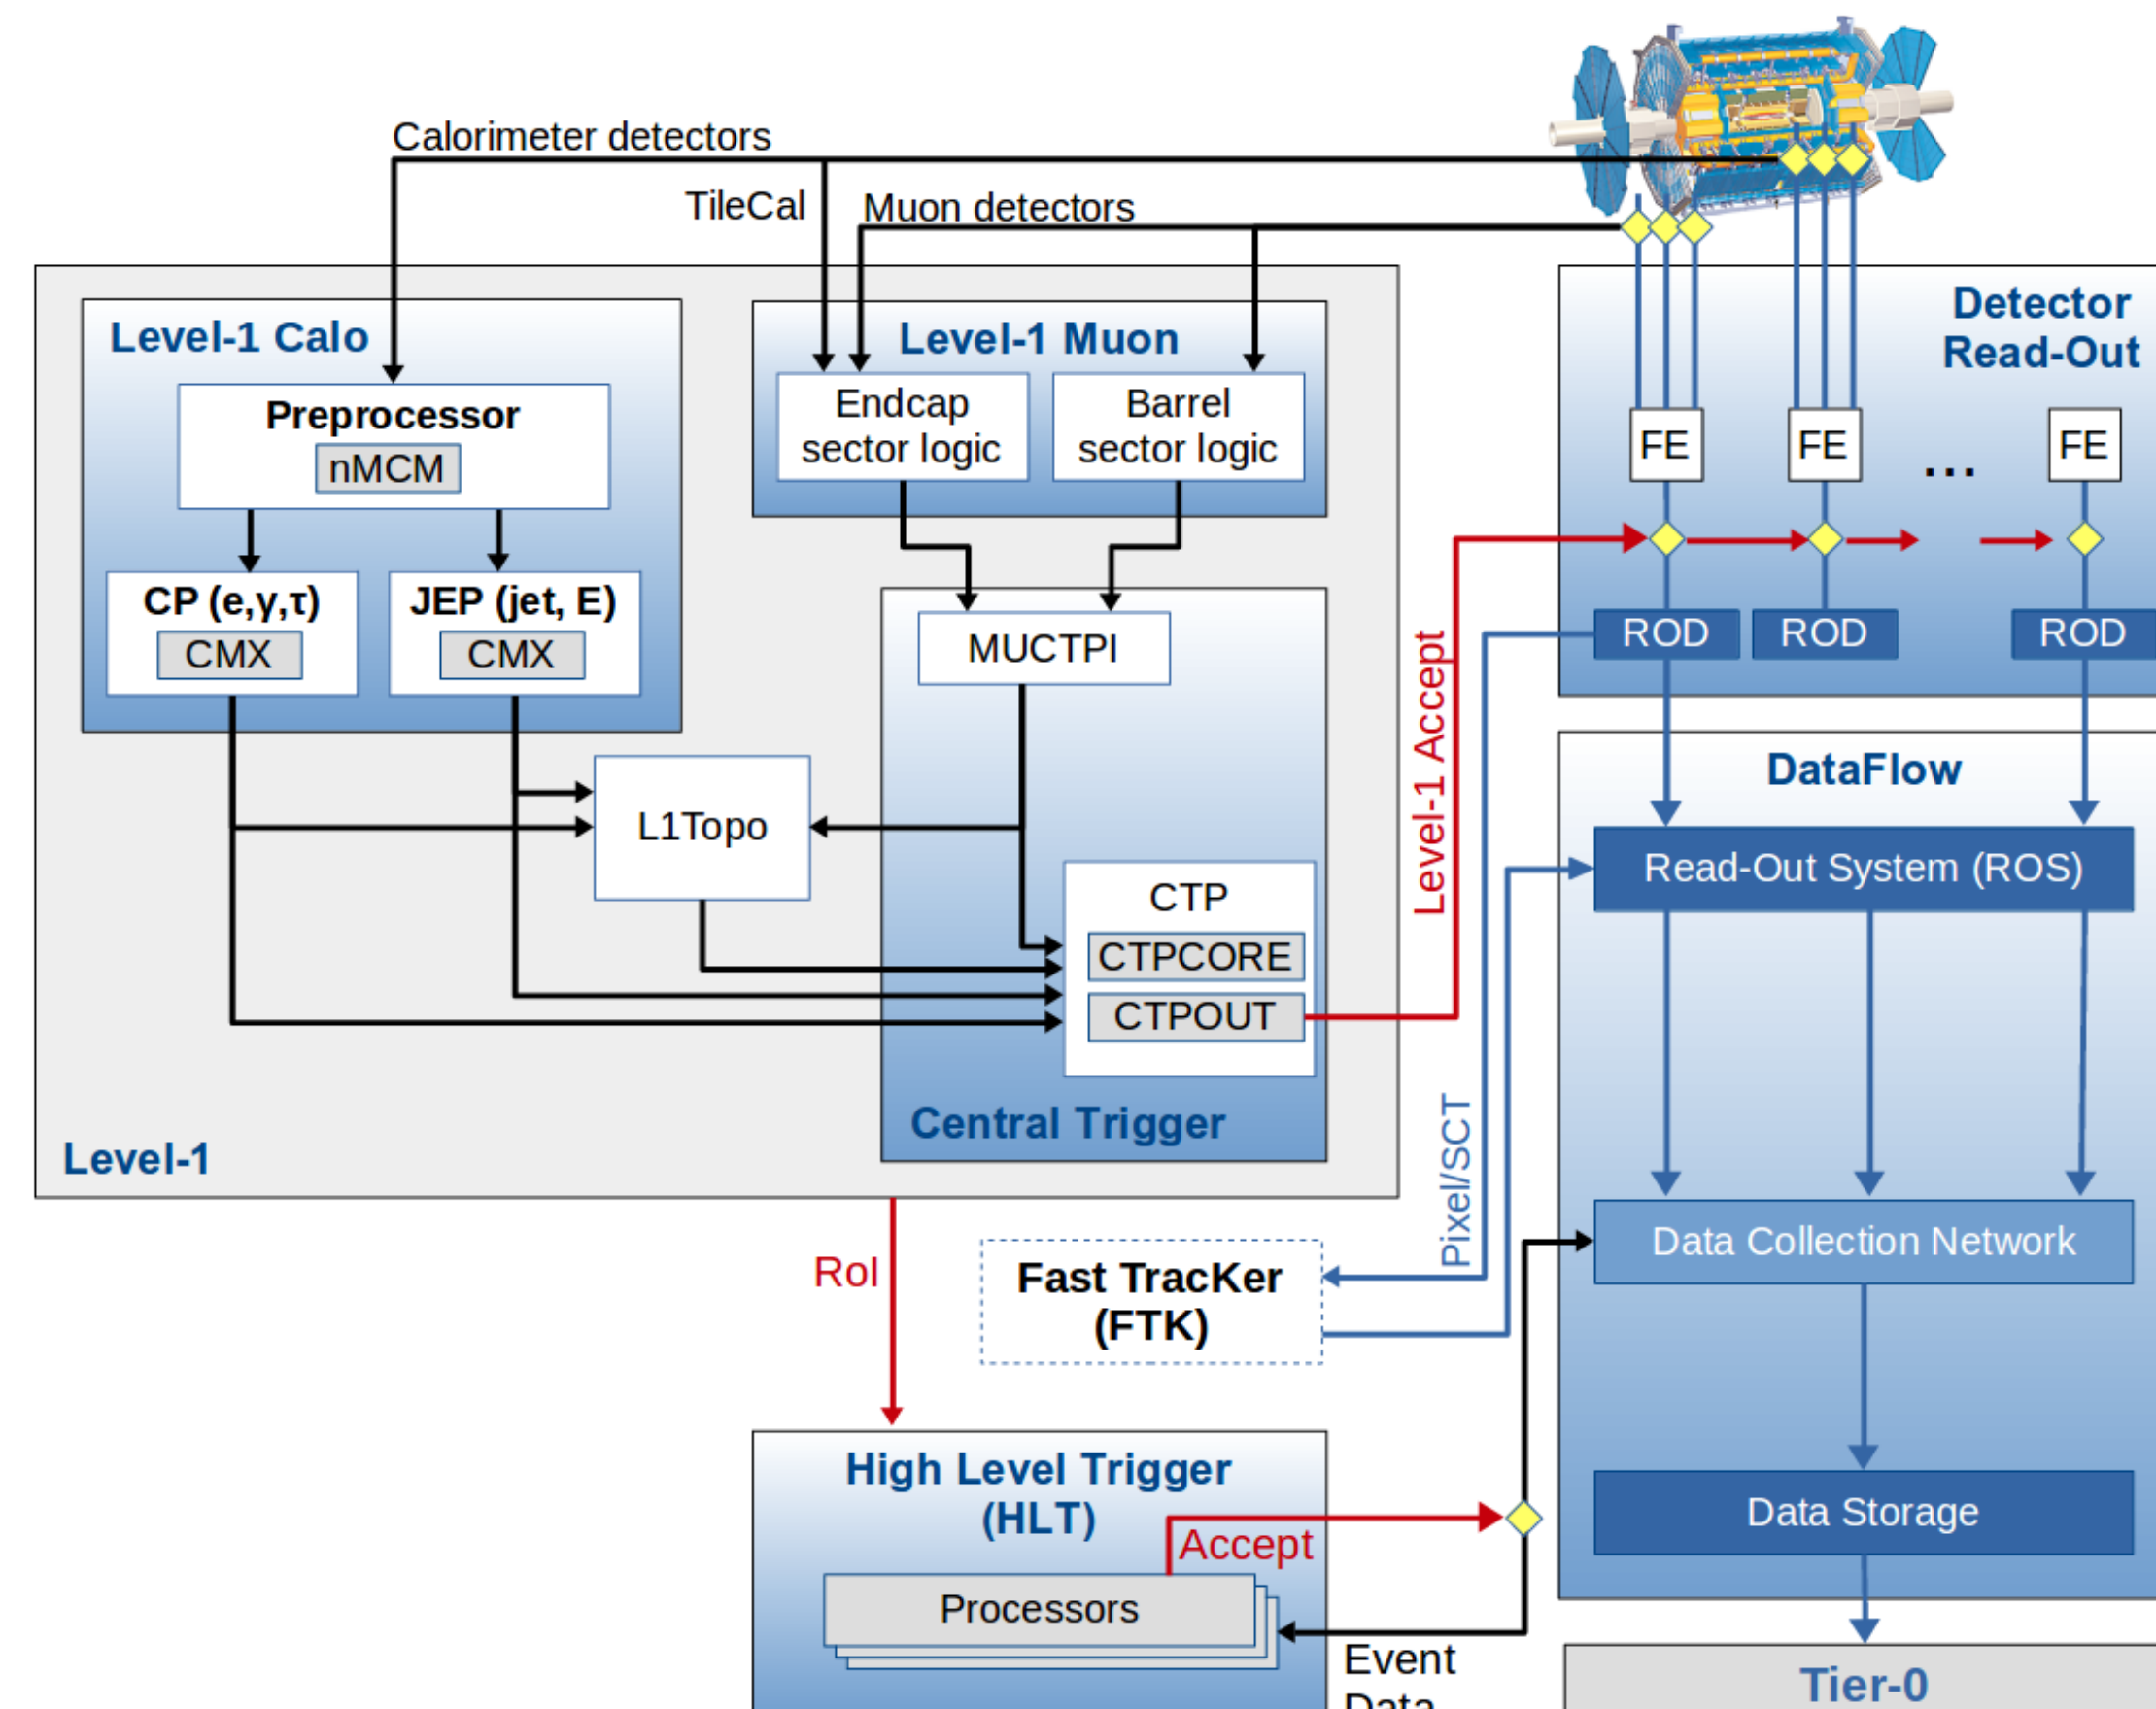 Calorimeter detectors
TileCal
Muon detectors
Level-1 Calo
Preprocessor
nMCM
CP (e,γ,τ)
CMX
JEP (jet, E)
CMX
Level-1 Muon
Endcap
sector logic
Barrel
sector logic
MUCTPI
L1Topo
CTP
CTPCORE
CTPOUT
Central Trigger
Level-1
Level-1 Accept
Detector
Read-Out
FE
FE
...
FE
ROD
ROD
ROD
DataFlow
Read-Out System (ROS)
Data Collection Network
Data Storage
Tier-0
Pixel/SCT
RoI
Fast TracKer
(FTK)
High Level Trigger
(HLT)
Accept
Processors
Event
Data